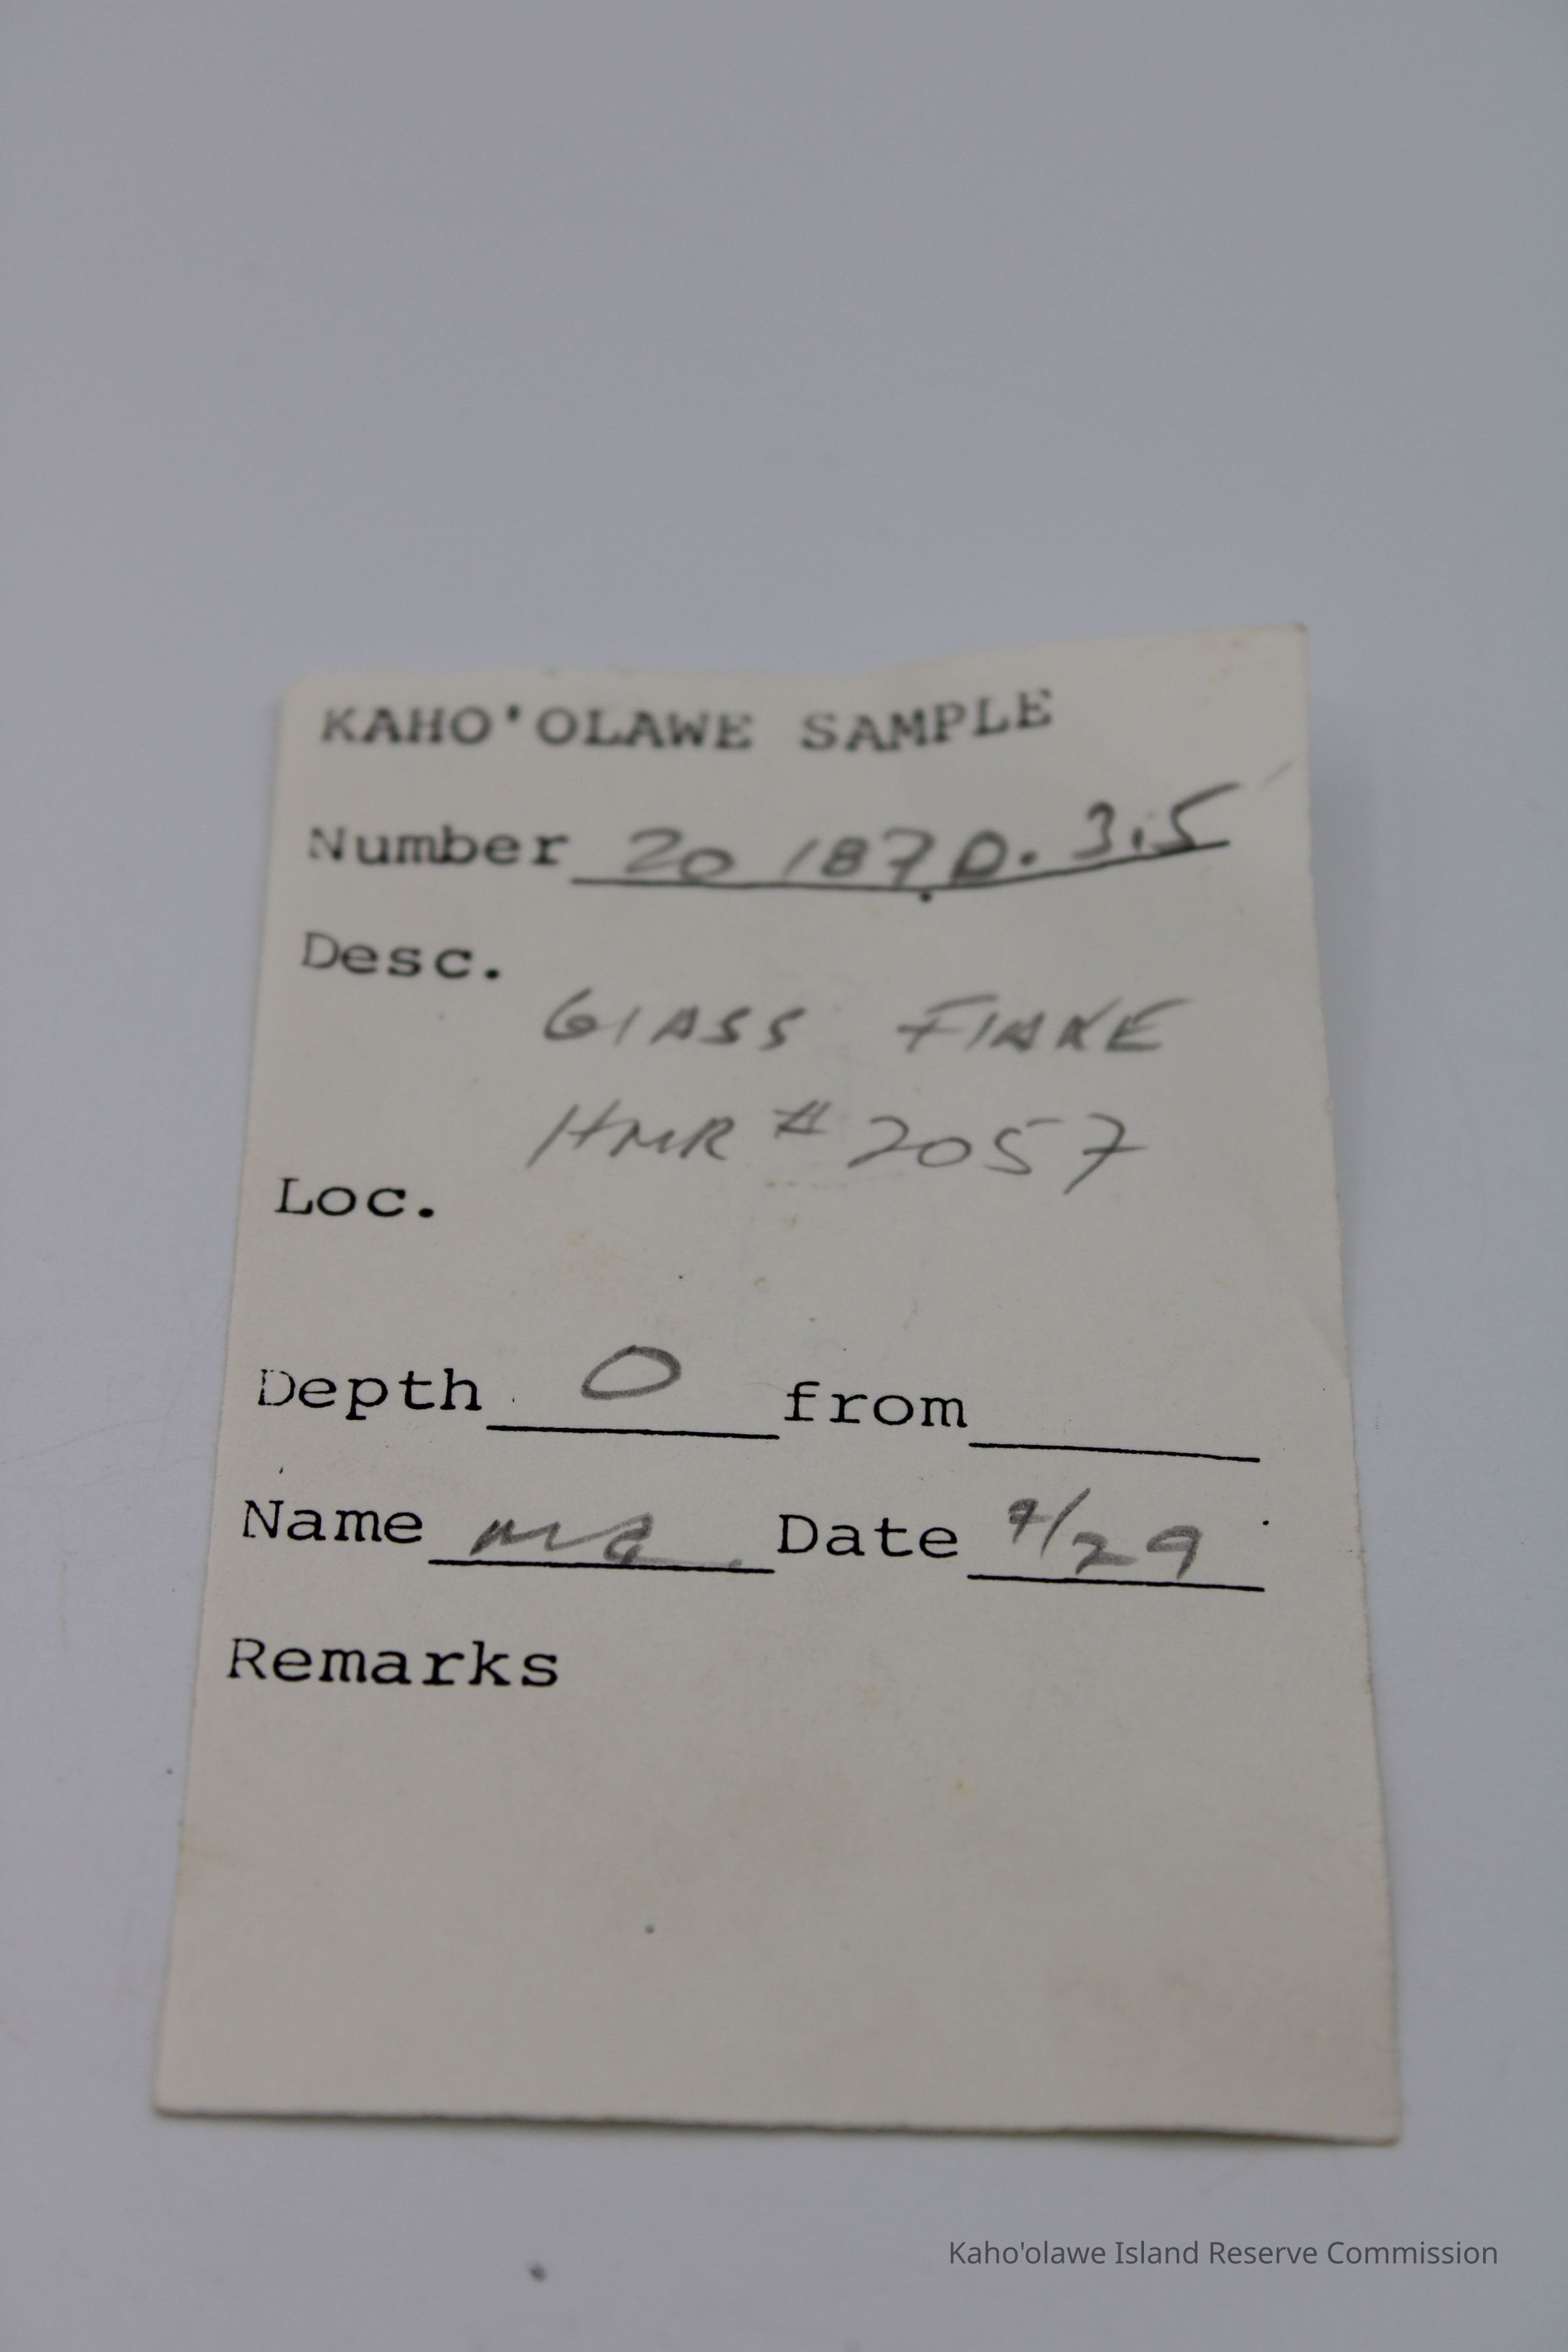 KAHO'OLAWE SAMPLE
Number 20 187 D. 3.5
Desc.
GlASS FlAKE
HMR # 2057
Loc.
Depth 0 from
Name Date 9/29
Remarks
Kaho'olawe Island Reserve Commission